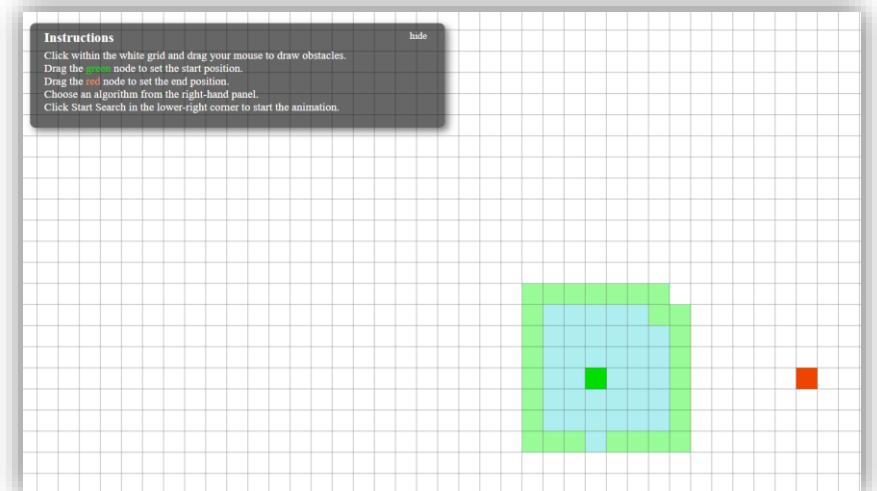 Instructions
hide
Click within the white grid and drag your mouse to draw obstacles.
Drag the green node to set the start position.
Drag the red node to set the end position.
Choose an algorithm from the right-hand panel.
Click Start Search in the lower-right corner to start the animation.